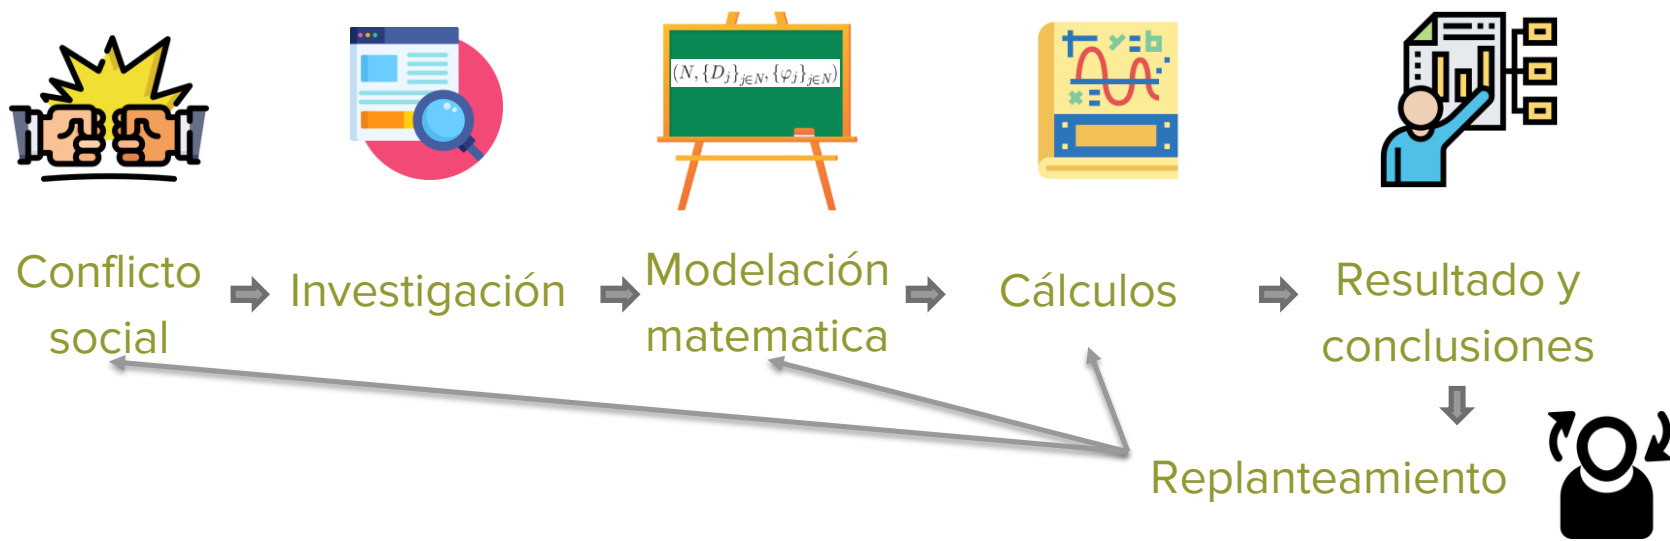 (N, {D_j}_{j∈N}, {φ_j}_{j∈N})
Conflicto
social
Investigación
Modelación
matematica
Cálculos
Resultado y
conclusiones
Replanteamiento